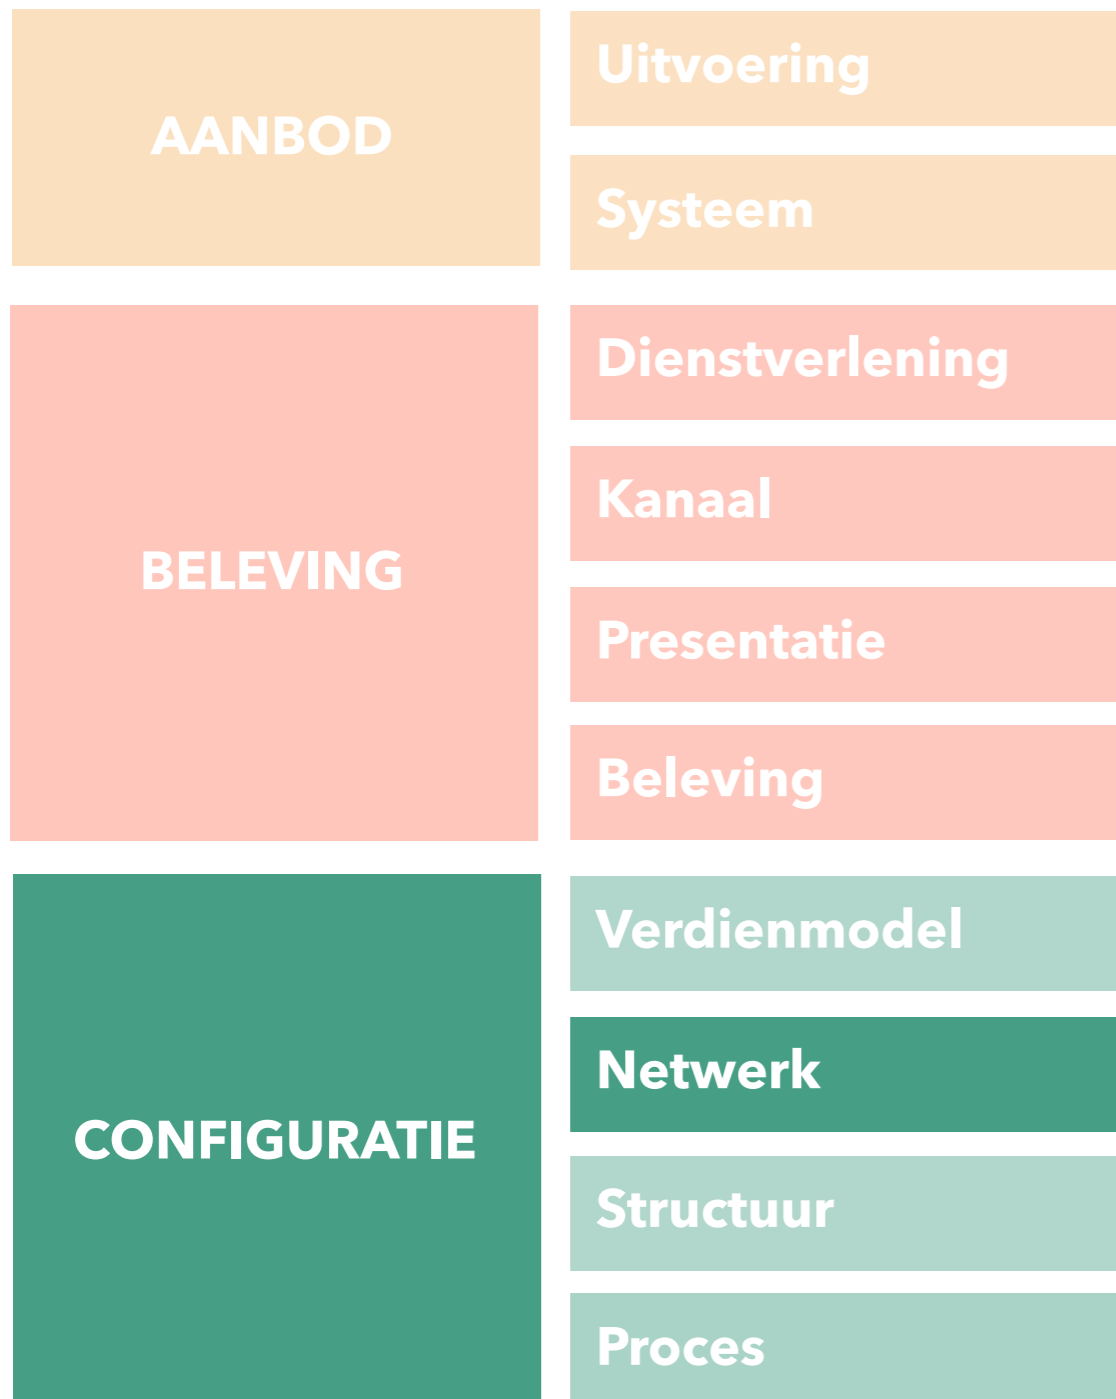 AANBOD
Uitvoering
Systeem
BELEVING
Dienstverlening
Kanaal
Presentatie
Beleving
CONFIGURATIE
Verdienmodel
Netwerk
Structuur
Proces